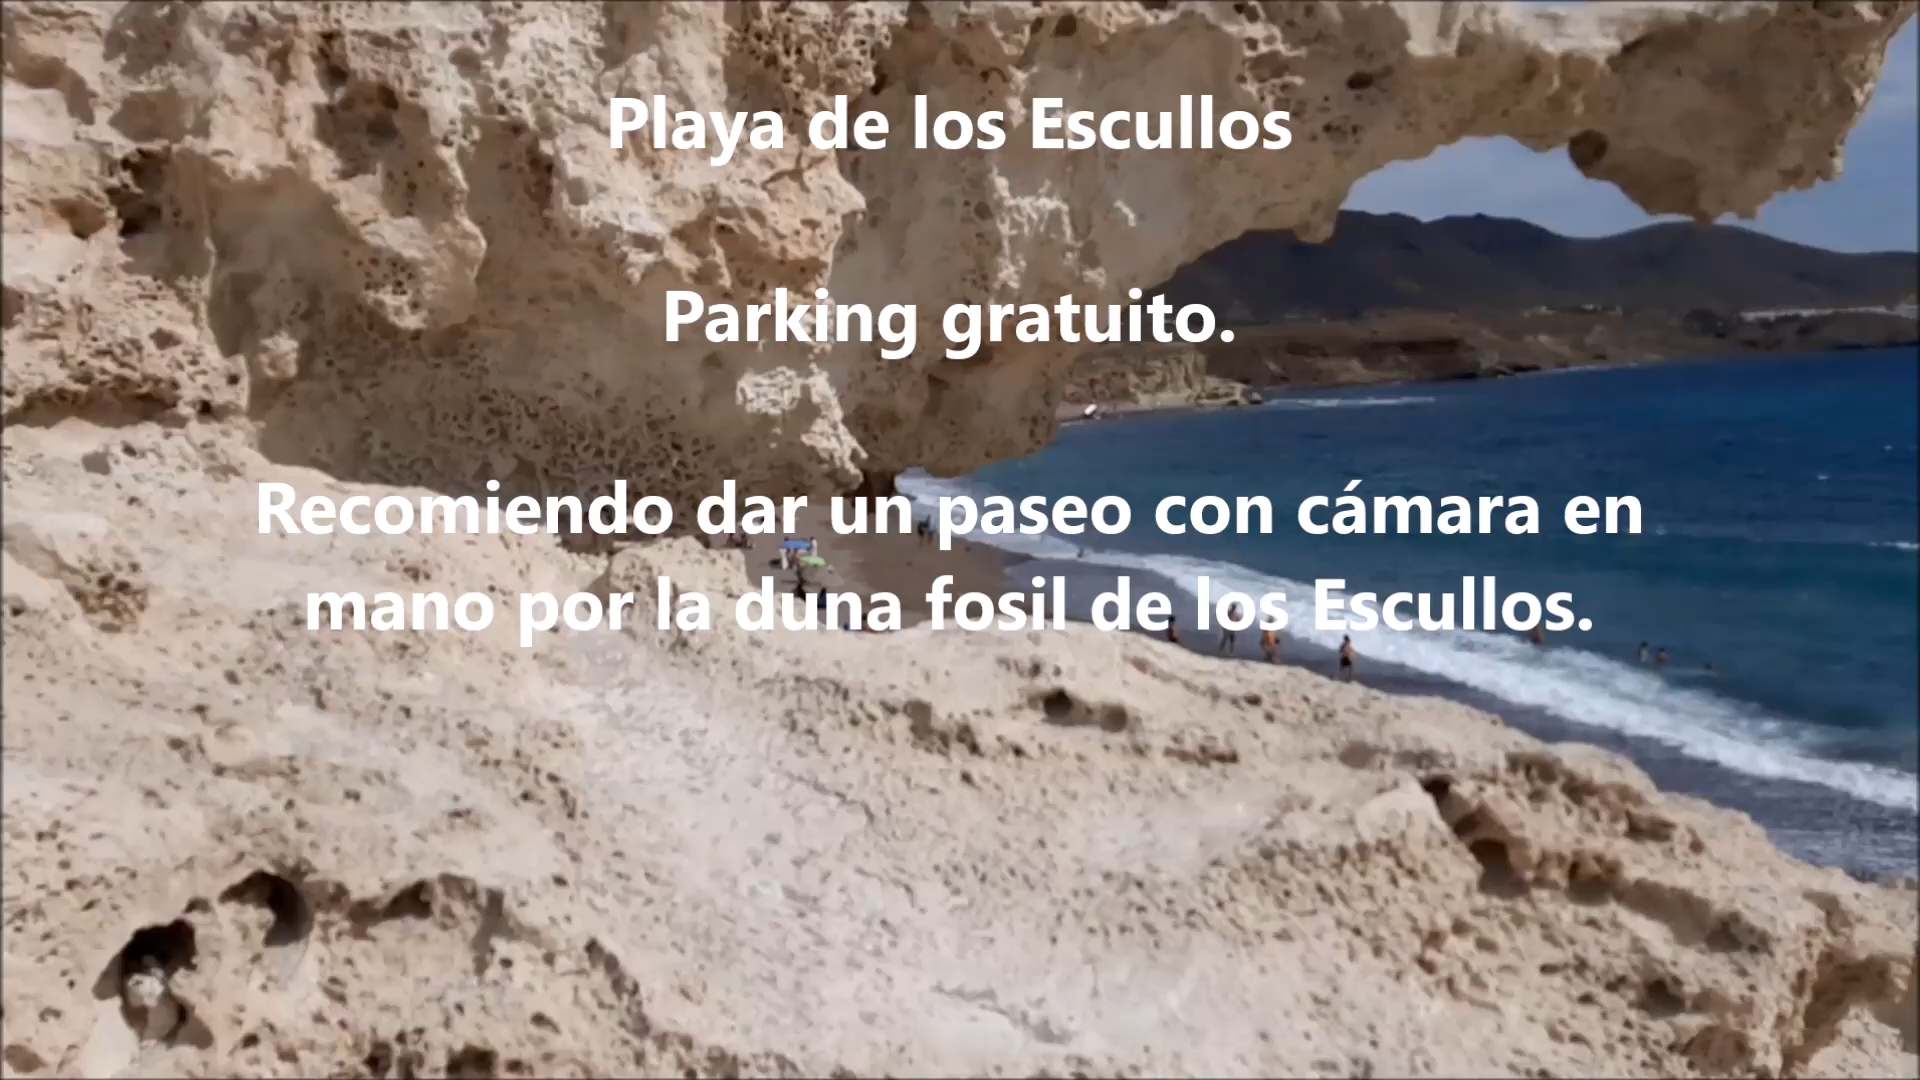 Playa de los Escullos
Parking gratuito.
Recomiendo dar un paseo con cámara en
mano por la duna fosil de los Escullos.